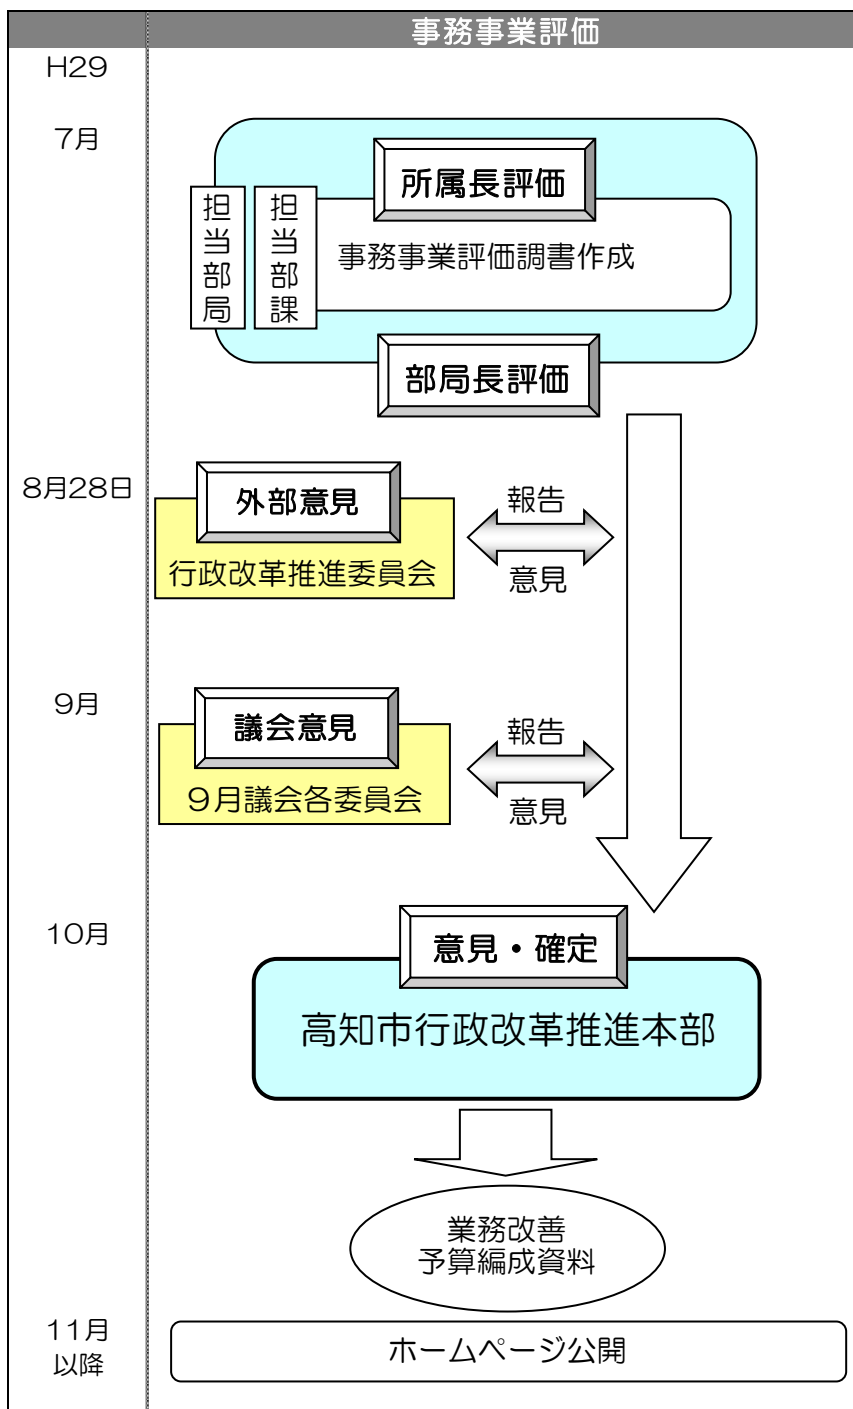 事務事業評価
H29
7月
所属長評価
担当部局
担当部課
事務事業評価調書作成
部局長評価
8月28日
外部意見
行政改革推進委員会
報告
意見
9月
議会意見
9月議会各委員会
報告
意見
10月
意見・確定
高知市行政改革推進本部
業務改善
予算編成資料
11月
以降
ホームページ公開